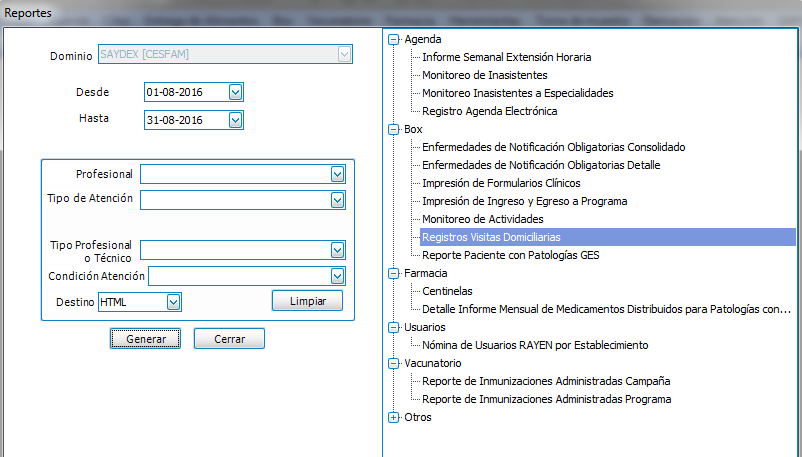 Reportes
Dominio SAYDEX [CESFAM]
Desde 01-08-2016
Hasta 31-08-2016
Profesional
Tipo de Atención
Tipo Profesional
o Técnico
Condición Atención
Destino HTML Limpiar
Generar Cerrar
Agenda
Informe Semanal Extensión Horaria
Monitoreo de Inasistentes
Monitoreo Inasistentes a Especialidades
Registro Agenda Electrónica
Box
Enfermedades de Notificación Obligatorias Consolidado
Enfermedades de Notificación Obligatorias Detalle
Impresión de Formularios Clínicos
Impresión de Ingreso y Egreso a Programa
Monitoreo de Actividades
Registros Visitas Domiciliarias
Reporte Paciente con Patologías GES
Farmacia
Centinelas
Detalle Informe Mensual de Medicamentos Distribuidos para Patologías con...
Usuarios
Nómina de Usuarios RAYEN por Establecimiento
Vacunatorio
Reporte de Inmunizaciones Administradas Campaña
Reporte de Inmunizaciones Administradas Programa
Otros